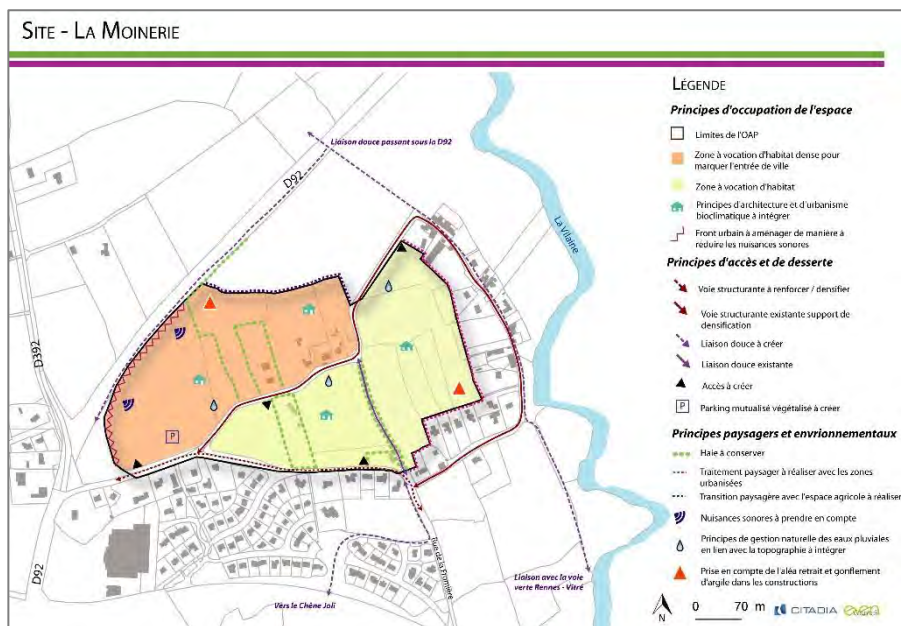 SITE - LA MOINERIE
LÉGENDE
Principes d'occupation de l'espace
Limites de l'OAP
Zone à vocation d'habitat dense pour
marquer l'entrée de ville
Zone à vocation d'habitat
Principes d'architecture et d'urbanisme
bioclimatique à intégrer
Front urbain à aménager de manière à
réduire les nuisances sonores
Principes d'accès et de desserte
Voie structurante à renforcer / densifier
Voie structurante existante support de
densification
Liaison douce à créer
Liaison douce existante
Accès à créer
P
Parking mutualisé végétalisé à créer
Principes paysagers et envrionnementaux
Haie à conserver
Traitement paysager à réaliser avec les zones
urbanisées
Transition paysagère avec l'espace agricole à réaliser
Nuisances sonores à prendre en compte
Principes de gestion naturelle des eaux pluviales
en lien avec la topographie à intégrer
Prise en compte de l'aléa retrait et gonflement
d'argile dans les constructions
N
0 70 m
CITADIA
even
Liaison douce passant sous la D92
D92
La Vilaine
D392
P
D92
Rue de la Fromière
Vers le Chêne Joli
Liaison avec la voie
verte Rennes - Vitré